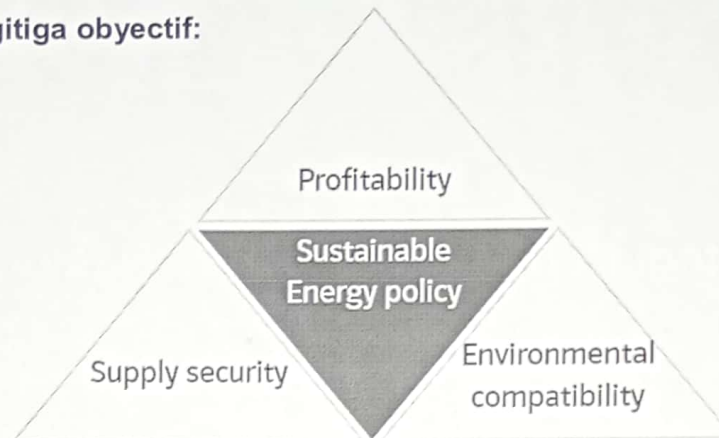 gitiga obyectif:
Profitability
Sustainable
Energy policy
Supply security
Environmental
compatibility